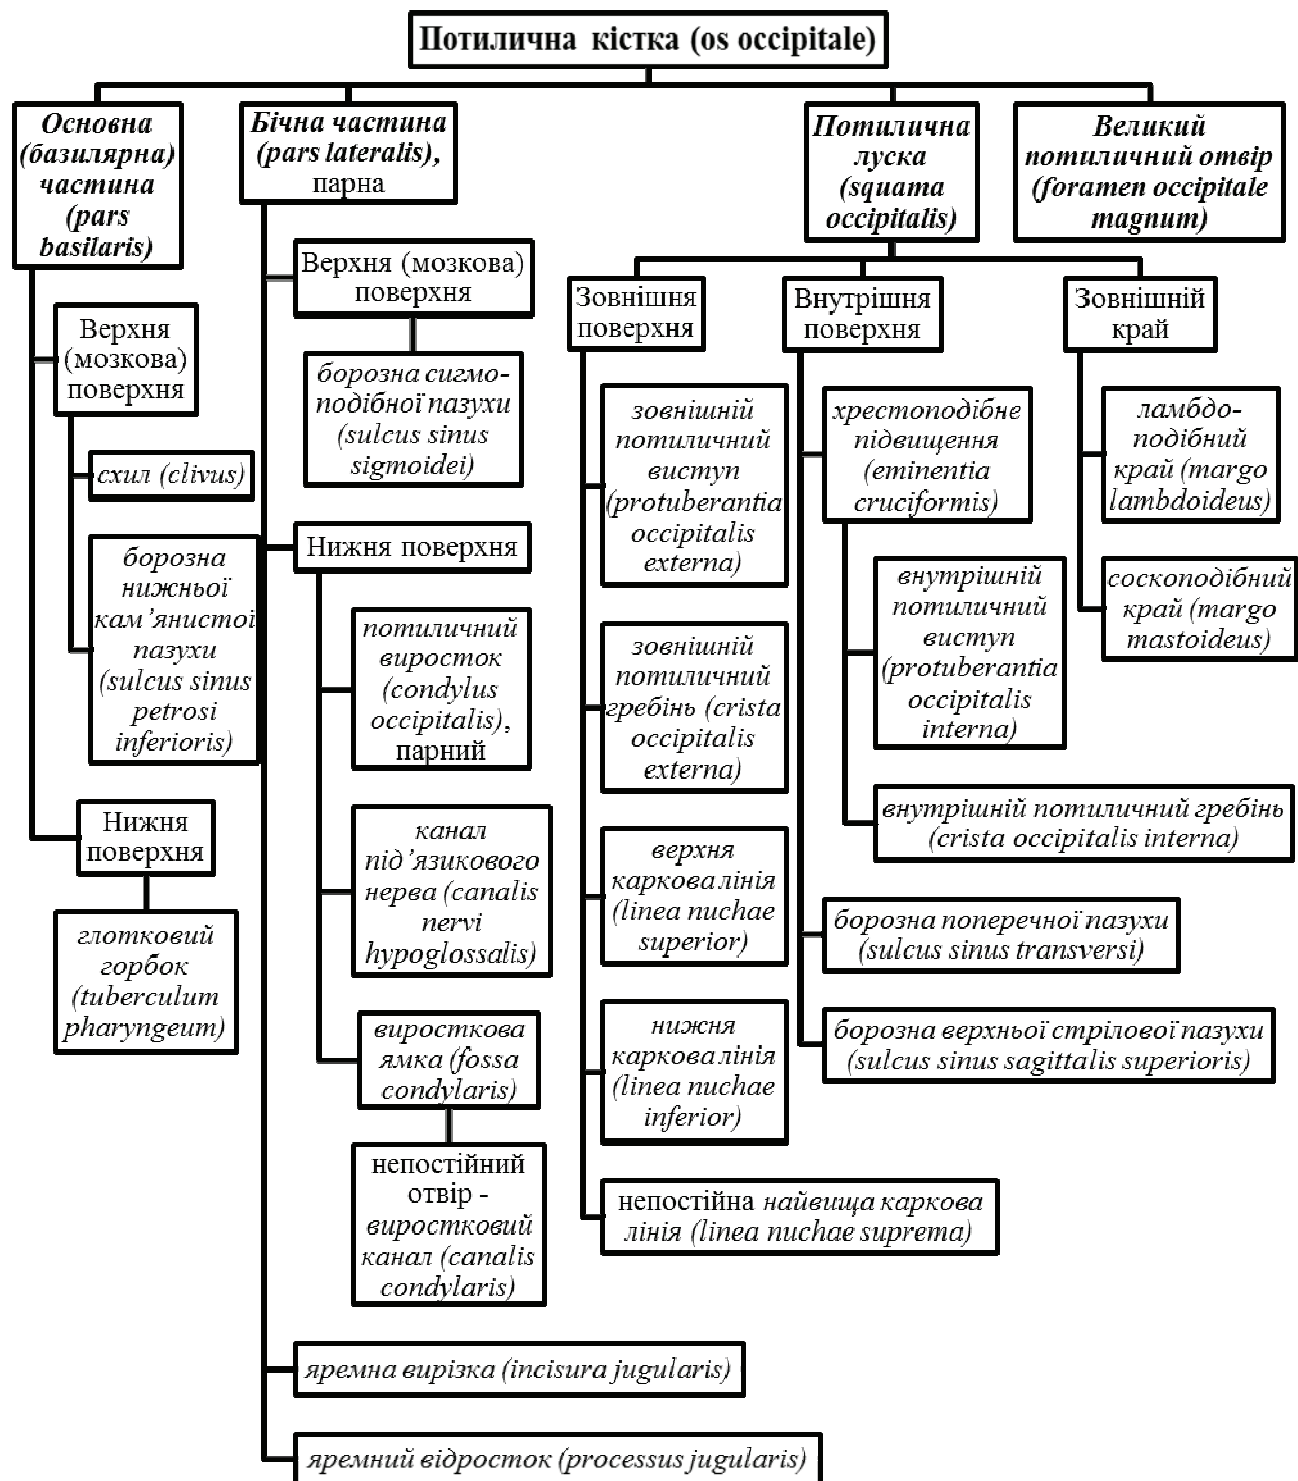 Потилична кістка (os occipitale)
Основна
(базилярна)
частина
(pars
basilaris)
Верхня
(мозкова)
поверхня
схил (clivus)
борозна
нижньої
кам’янистої
пазухи
(sulcus sinus
petrosi
inferioris)
Нижня
поверхня
глотковий
горбок
(tuberculum
pharyngeum)
Бічна частина
(pars lateralis),
парна
Верхня (мозкова)
поверхня
борозна сигмо-
подібної пазухи
(sulcus sinus
sigmoidei)
Нижня поверхня
потиличний
виросток
(condylus
occipitalis),
парний
канал
під’язикового
нерва (canalis
nervi
hypoglossalis)
виросткова
ямка (fossa
condylaris)
непостійний
отвір -
виростковий
канал (canalis
condylaris)
яремна вирізка (incisura jugularis)
яремний відросток (processus jugularis)
Потилична
луска
(squama
occipitalis)
Зовнішня
поверхня
зовнішній
потиличний
виступ
(protuberantia
occipitalis
externa)
зовнішній
потиличний
гребінь (crista
occipitalis
externa)
верхня
каркова лінія
(linea nuchae
superior)
нижня
каркова лінія
(linea nuchae
inferior)
непостійна найвища каркова
лінія (linea nuchae suprema)
Внутрішня
поверхня
хрестоподібне
підвищення
(eminentia
cruciformis)
внутрішній
потиличний
виступ
(protuberantia
occipitalis
interna)
внутрішній потиличний гребінь
(crista occipitalis interna)
борозна поперечної пазухи
(sulcus sinus transversi)
борозна верхньої стрілової пазухи
(sulcus sinus sagittalis superioris)
Зовнішній
край
ламбдо-
подібний
край (margo
lambdoideus)
соскоподібний
край (margo
mastoideus)
Великий
потиличний отвір
(foramen occipitale
magnum)